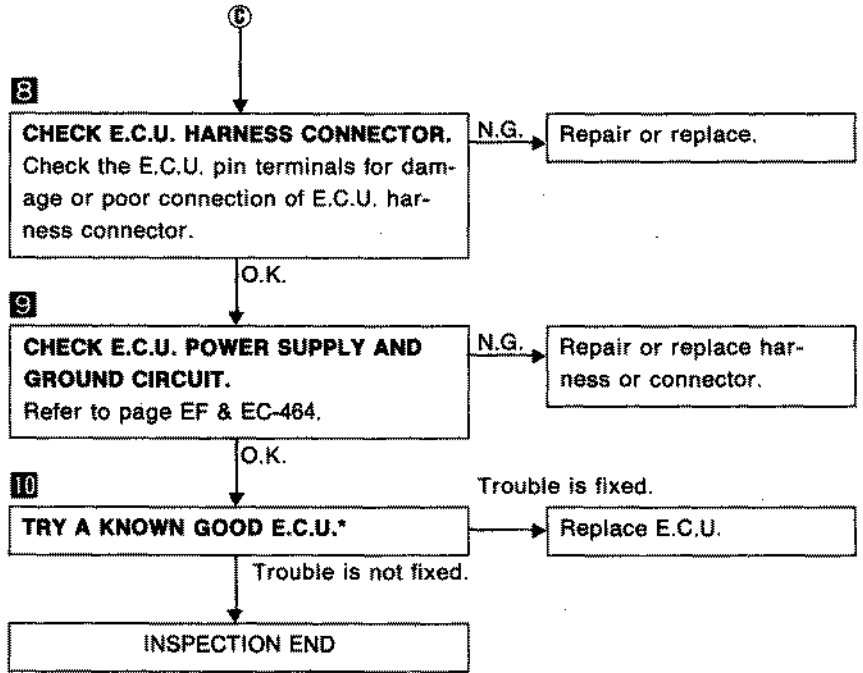 C
8
CHECK E.C.U. HARNESS CONNECTOR.
Check the E.C.U. pin terminals for dam-
age or poor connection of E.C.U. har-
ness connector.
N.G.
Repair or replace.
O.K.
9
CHECK E.C.U. POWER SUPPLY AND
GROUND CIRCUIT.
Refer to page EF & EC-464.
N.G.
Repair or replace har-
ness or connector.
O.K.
10
TRY A KNOWN GOOD E.C.U.*
Trouble is fixed.
Replace E.C.U.
Trouble is not fixed.
INSPECTION END